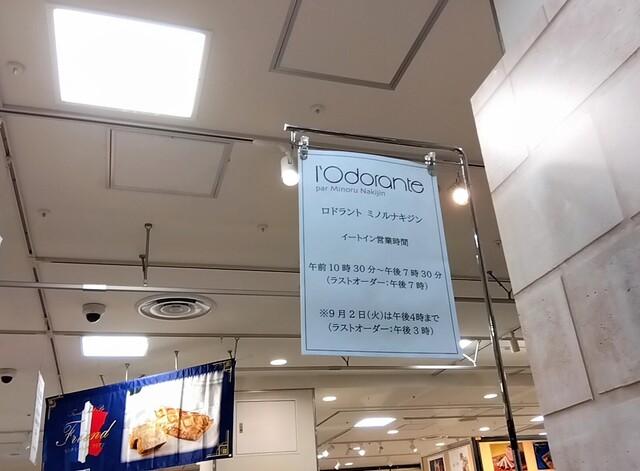 l'Odorante
par Minoru Nakijin
ロドラント ミノルナキジン
イートイン営業時間
午前10時30分～午後7時30分
(ラストオーダー:午後7時)
※9月2日(火)は午後4時まで
(ラストオーダー:午後3時)
Friend